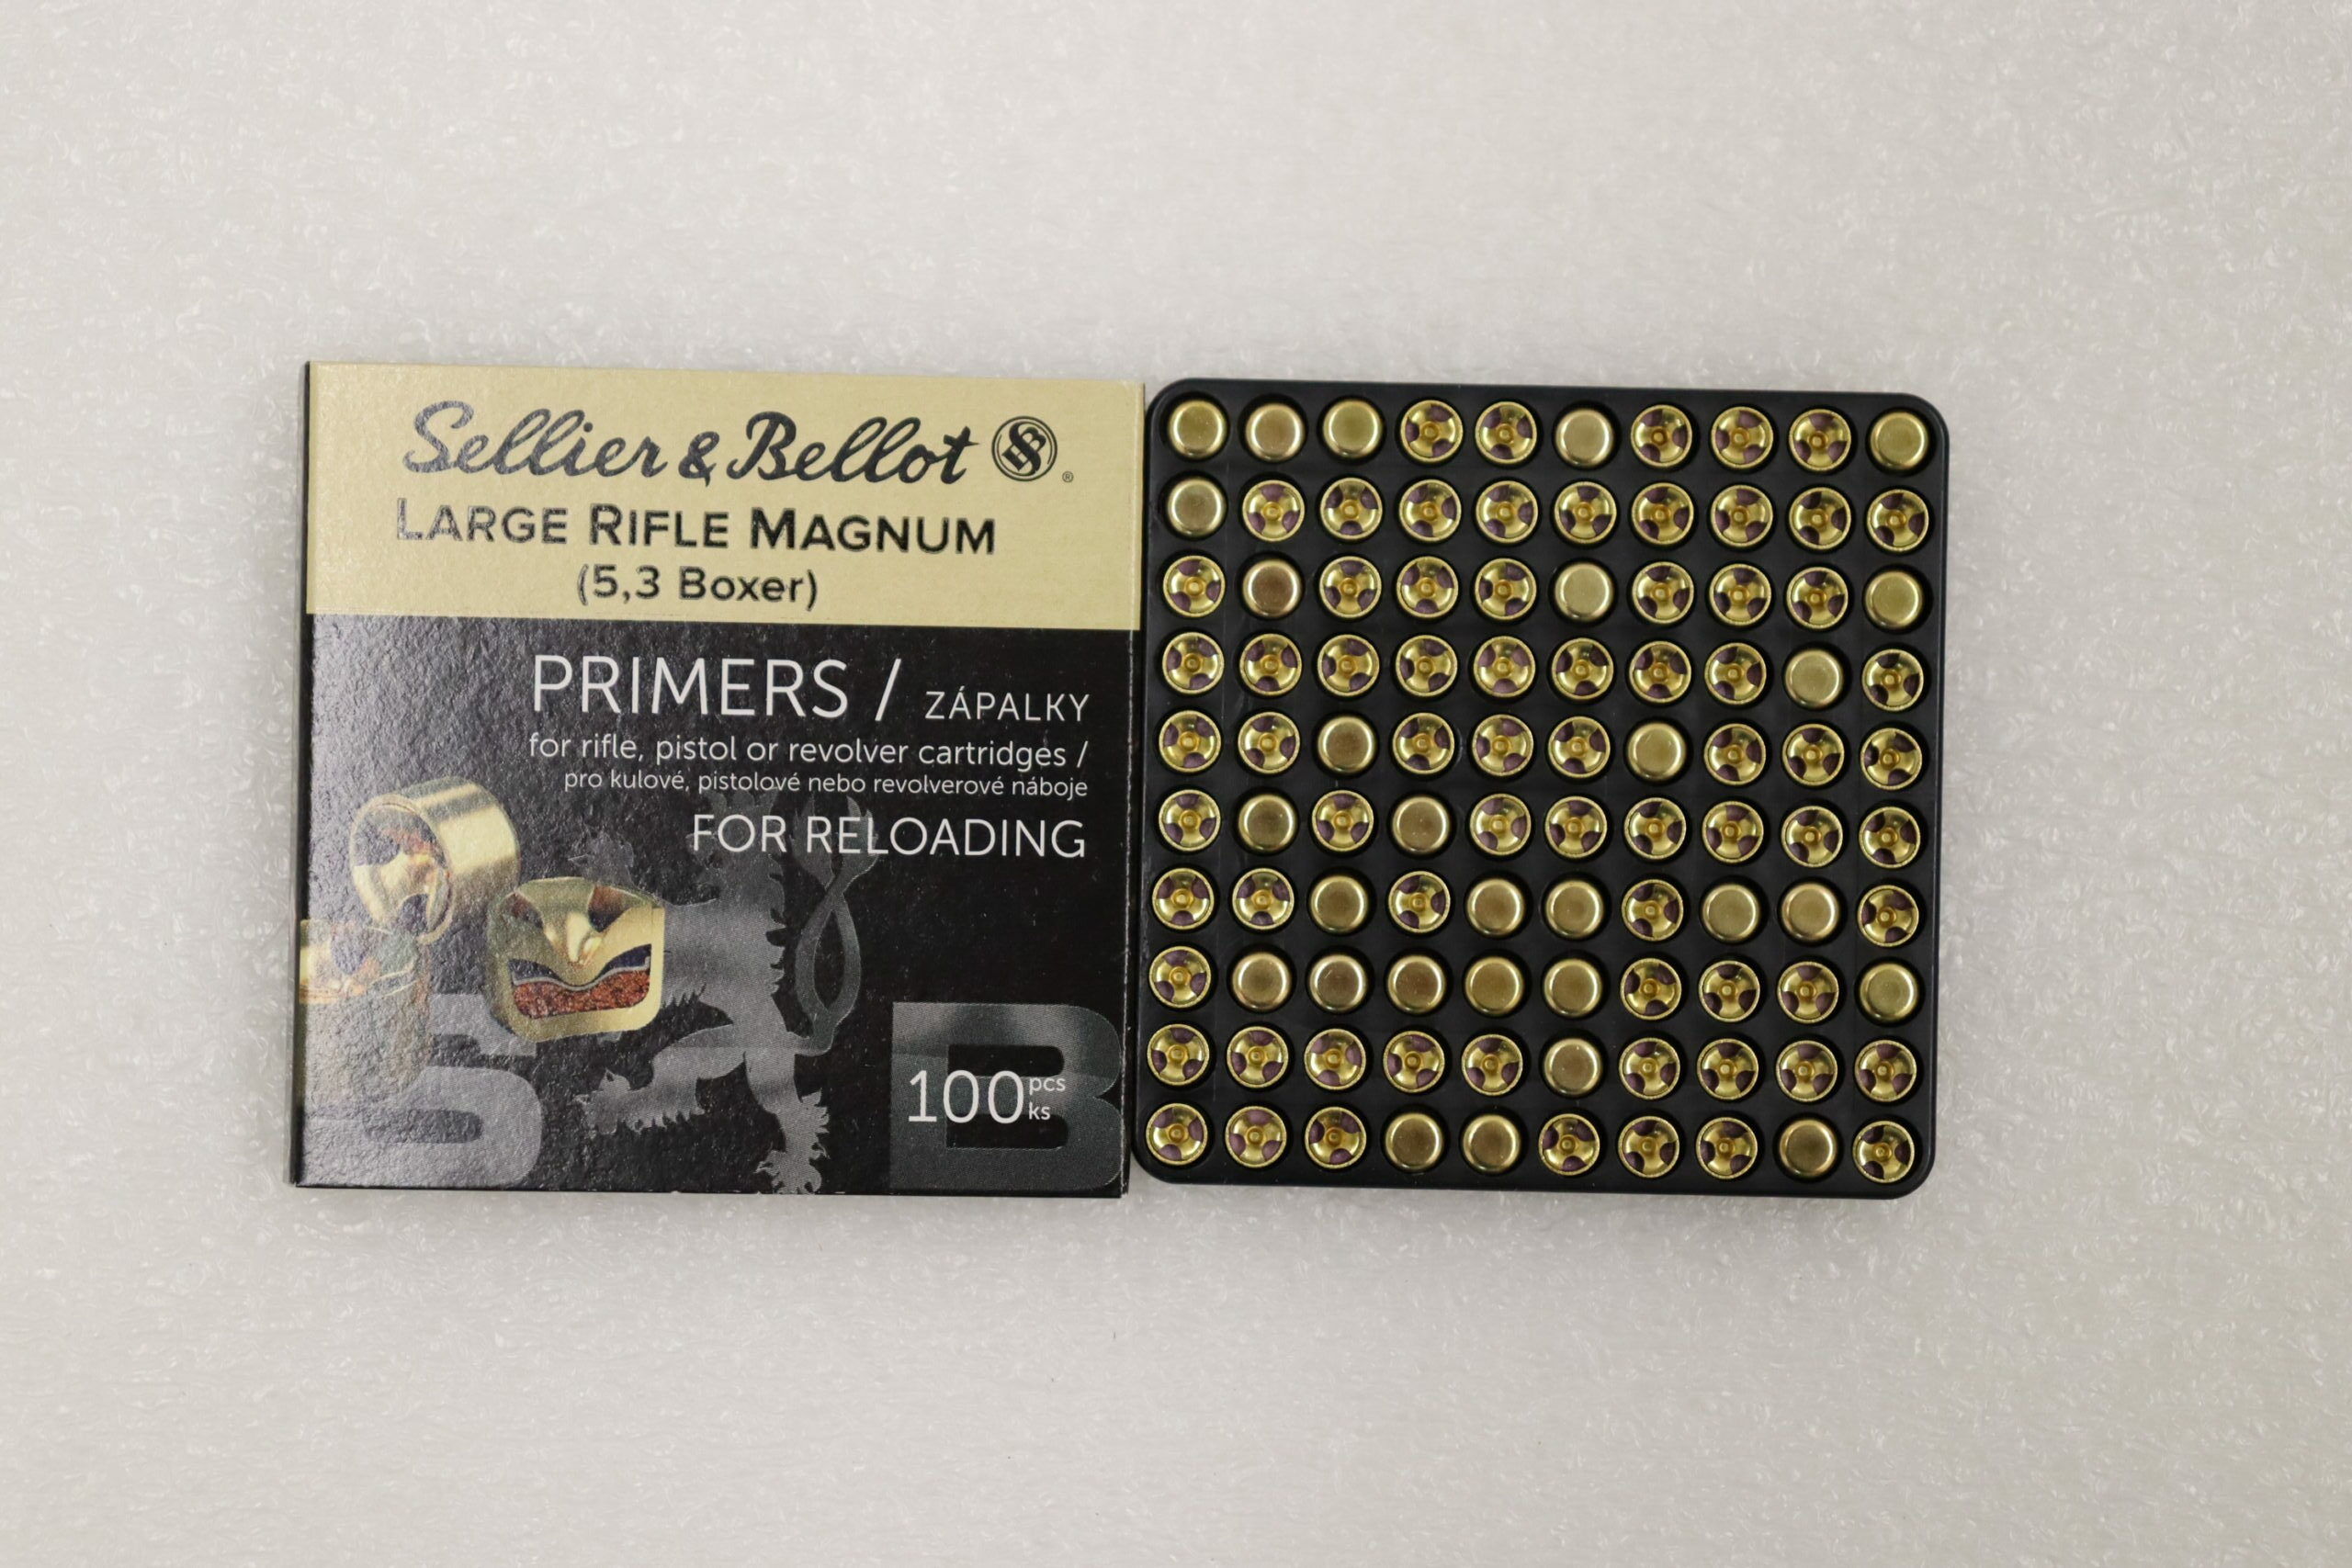 Sellier & Bellot SB ®
LARGE RIFLE MAGNUM
(5,3 Boxer)
PRIMERS / ZÁPALKY
for rifle, pistol or revolver cartridges /
pro kulové, pistolové nebo revolverové náboje
FOR RELOADING
S B
100 pcs
ks